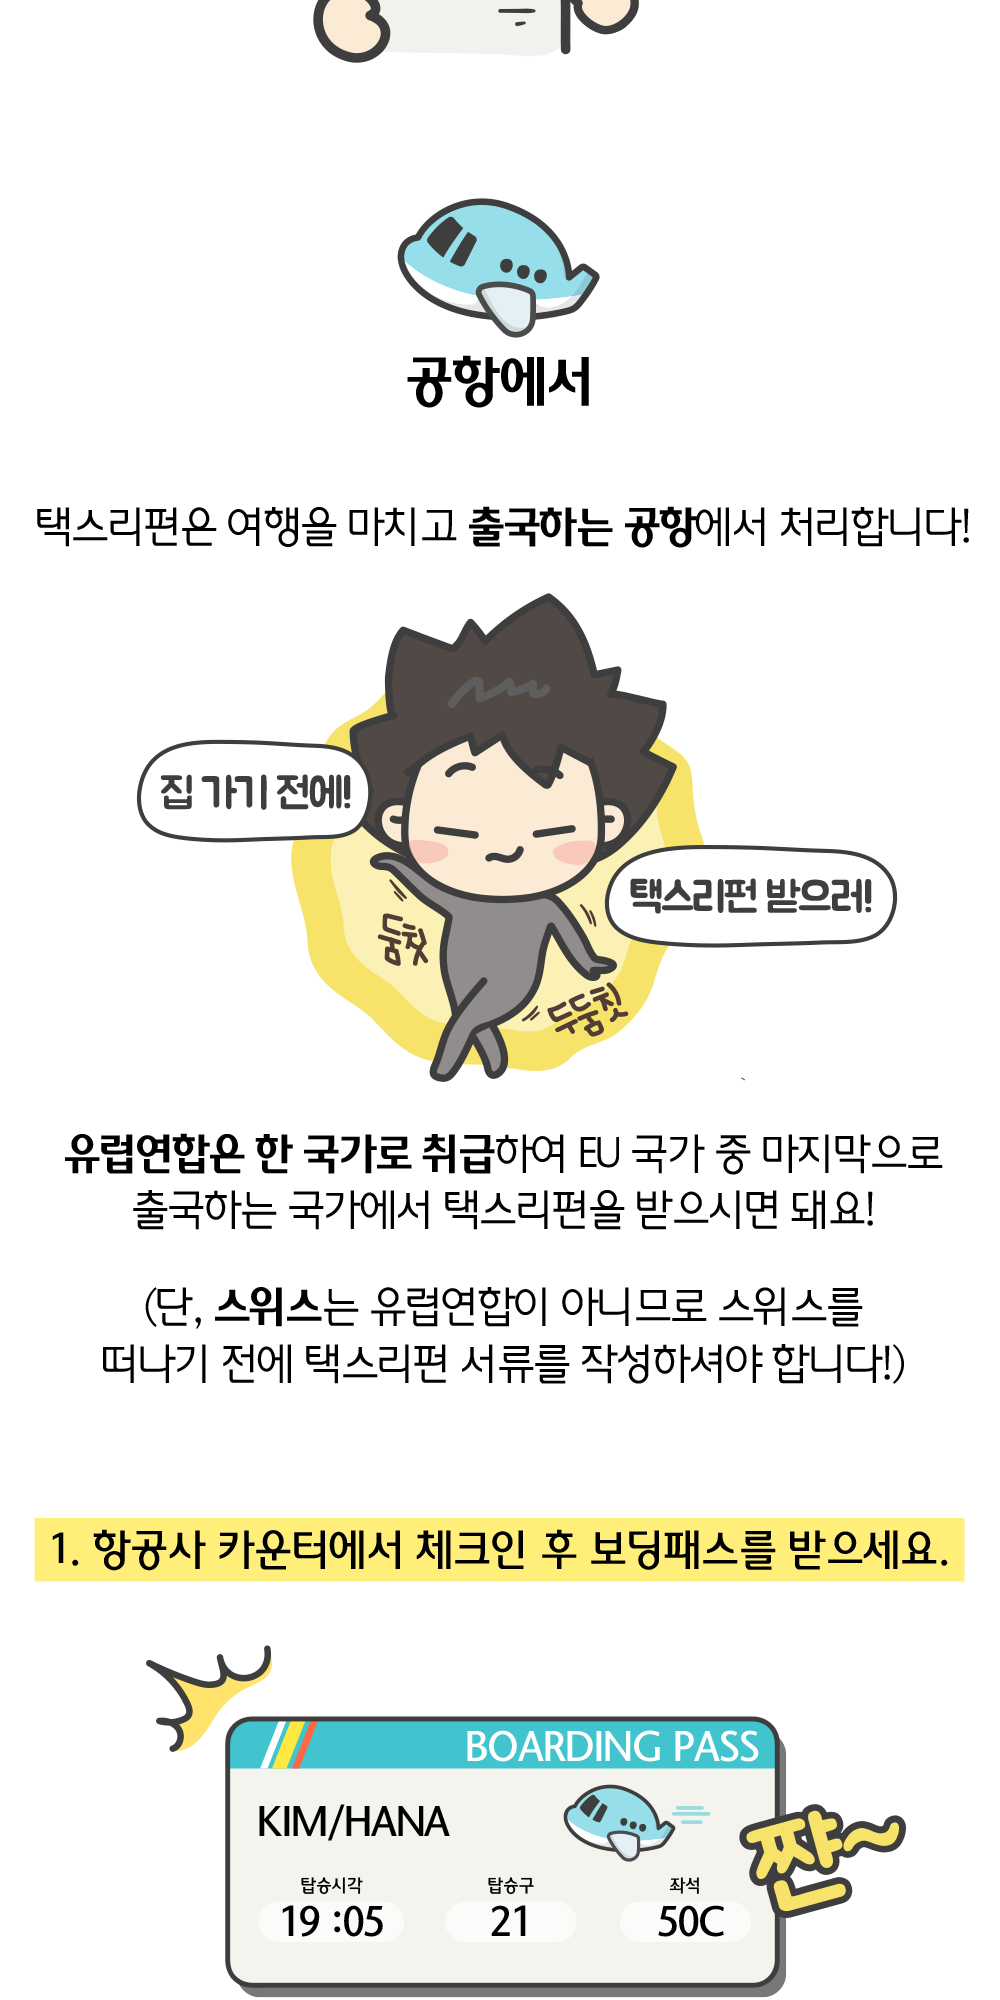 공항에서
택스리펀은 여행을 마치고 출국하는 공항에서 처리합니다!
집 가기 전에!
택스리펀 받으러!
둠칫
두둠칫
유럽연합은 한 국가로 취급하여 EU 국가 중 마지막으로
출국하는 국가에서 택스리펀을 받으시면 돼요!
(단, 스위스는 유럽연합이 아니므로 스위스를
떠나기 전에 택스리펀 서류를 작성하셔야 합니다!)
1. 항공사 카운터에서 체크인 후 보딩패스를 받으세요.
BOARDING PASS
KIM/HANA
짠~
탑승시각 탑승구 좌석
19 :05 21 50C